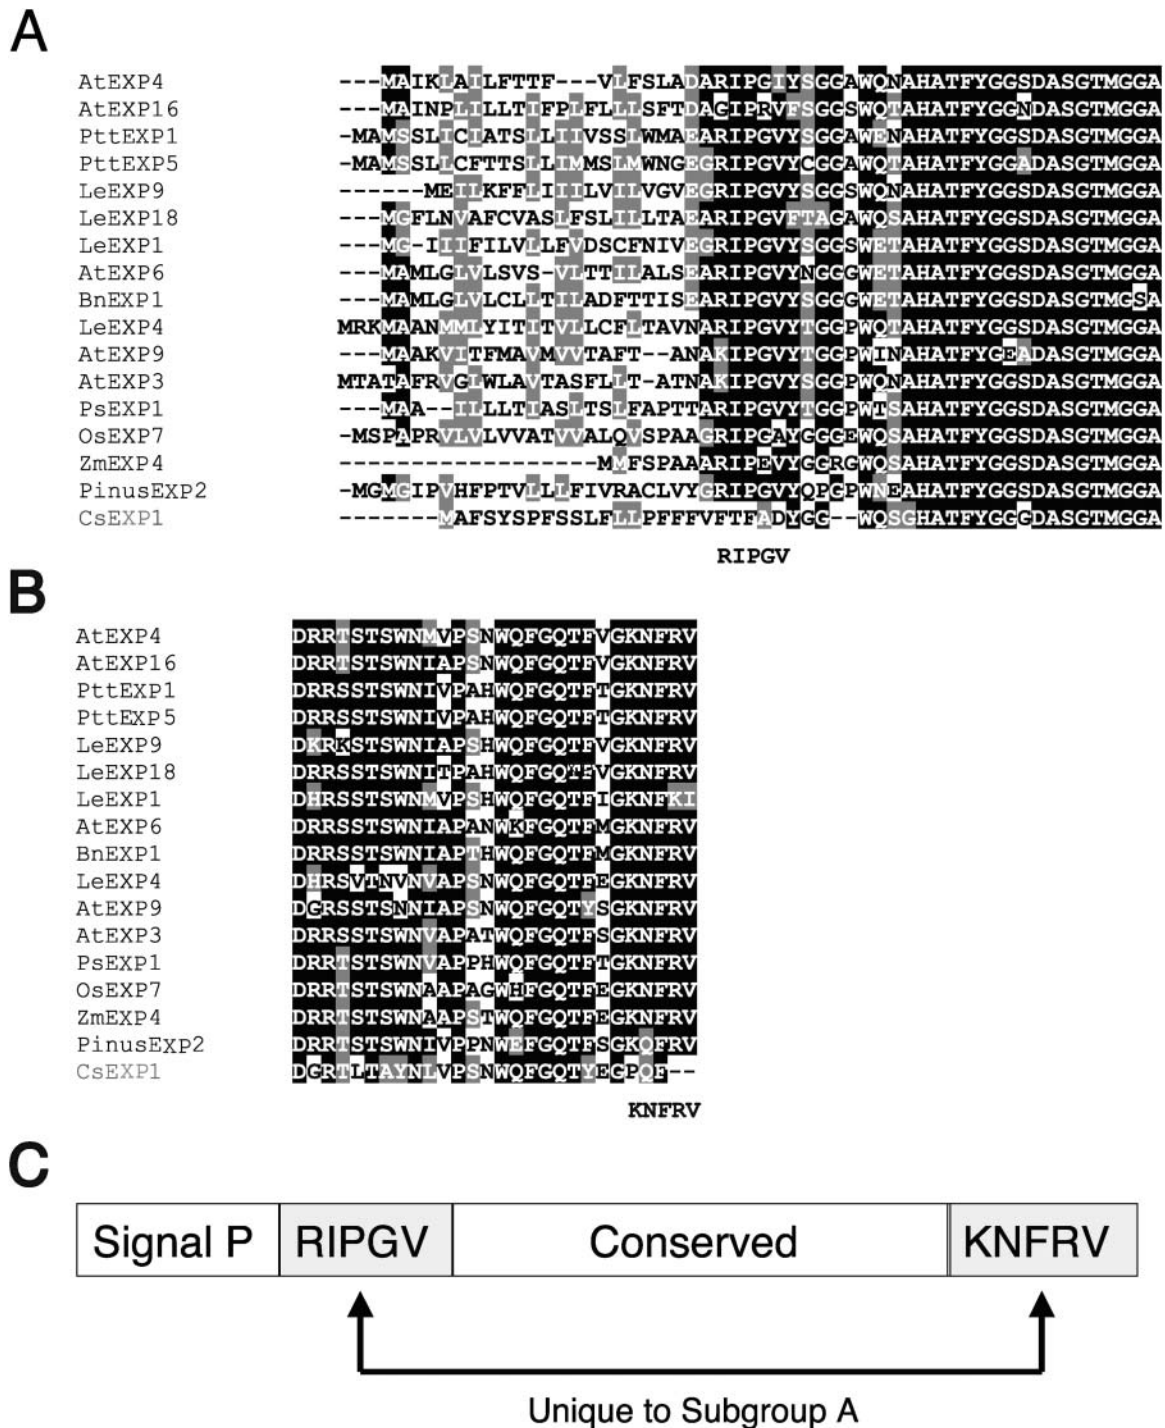 A
AtEXP4 ---MAIKLAILFTTF---VLFSLADARIPGIYSGGAWQNAHATFYGGSDASGTMGGA
AtEXP16 ---MAINPLILLTIFPLFLLLSFTDAGIPRVFSGGSWQTAHATFYGGNDASGTMGGA
PttEXP1 -MAMSSLICIATSLLIIVSSLWMAEARIPGVYSGGAWENAHATFYGGSDASGTMGGA
PttEXP5 -MAMSSLLCFTTSLLIMMSLMWNGEGRIPGVYCGGAWQTAHATFYGGADASGTMGGA
LeEXP9 ------MEILKFFLIIILVILVGVEGRIPGVYSGGSWQNAHATFYGGSDASGTMGGA
LeEXP18 ---MGFLNVAFCVASLFSLILLTAEARIPGVFTAGAWQSAHATFYGGSDASGTMGGA
LeEXP1 ---MG-IIIFILVLLFVDSCFNIVEGRIPGVYSGGSWETAHATFYGGSDASGTMGGA
AtEXP6 ---MAMLGLVLSVS-VLTTILALSEARIPGVYNGGGWETAHATFYGGSDASGTMGGA
BnEXP1 ---MAMLGLVLCLLTILADFTTISEARIPGVYSGGGWETAHATFYGGSDASGTMGSA
LeEXP4 MRKMAANMMLYITITVLLCFLTAVNARIPGVYTGGPWQTAHATFYGGSDASGTMGGA
AtEXP9 ---MAAKVITFMAVMVVTAFT--ANAKIPGVYTGGPWINAHATFYGEADASGTMGGA
AtEXP3 MTATAFRVGLWLAVTASFLLT-ATNAKIPGVYSGGPWQNAHATFYGGSDASGTMGGA
PsEXP1 ---MAA--ILLLTIASLTSLFAPTTARIPGVYTGGPWTSAHATFYGGSDASGTMGGA
OsEXP7 -MSPAPRVLVLVVATVVALQVSPAAGRIPGAYGGGEWQSAHATFYGGSDASGTMGGA
ZmEXP4 ------------------MMFSPAAARIPEVYGGRGWQSAHATFYGGSDASGTMGGA
PinusEXP2 -MGMGIPVHFPTVLLLFIVRACLVYGRIPGVYQPGPWNEAHATFYGGSDASGTMGGA
CsEXP1 -------MAFSYSPFSSLFLLPFFFVFTFADYGG--WQSGHATFYGGGDASGTMGGA
RIPGV
B
AtEXP4 DRRTSTSWNMVPSNWQFGQTFVGKNFRV
AtEXP16 DRRTSTSWNIAPSNWQFGQTFVGKNFRV
PttEXP1 DRRSSTSWNIVPAHWQFGQTFTGKNFRV
PttEXP5 DRRSSTSWNIVPAHWQFGQTFTGKNFRV
LeEXP9 DKRKSTSWNIAPSHWQFGQTFVGKNFRV
LeEXP18 DRRSSTSWNITPAHWQFGQTFVGKNFRV
LeEXP1 DHRSSTSWNMVPSHWQFGQTFIGKNFKI
AtEXP6 DRRSSTSWNIAPANWKFGQTFMGKNFRV
BnEXP1 DRRSSTSWNIAPTHWQFGQTFMGKNFRV
LeEXP4 DHRSVTNVNVAPSNWQFGQTFEGKNFRV
AtEXP9 DGRSSTSNNIAPSNWQFGQTYSGKNFRV
AtEXP3 DRRSSTSWNVAPATWQFGQTFSGKNFRV
PsEXP1 DRRTSTSWNVAPPHWQFGQTFTGKNFRV
OsEXP7 DRRTSTSWNAAPAGWHFGQTFEGKNFRV
ZmEXP4 DRRTSTSWNAAPSTWQFGQTFEGKNFRV
PinusEXP2 DRRTSTSWNIVPPNWEFGQTFSGKQFRV
CsEXP1 DGRTLTAYNLVPSNWQFGQTYEGPQF--
KNFRV
C
Signal P RIPGV Conserved KNFRV
Unique to Subgroup A